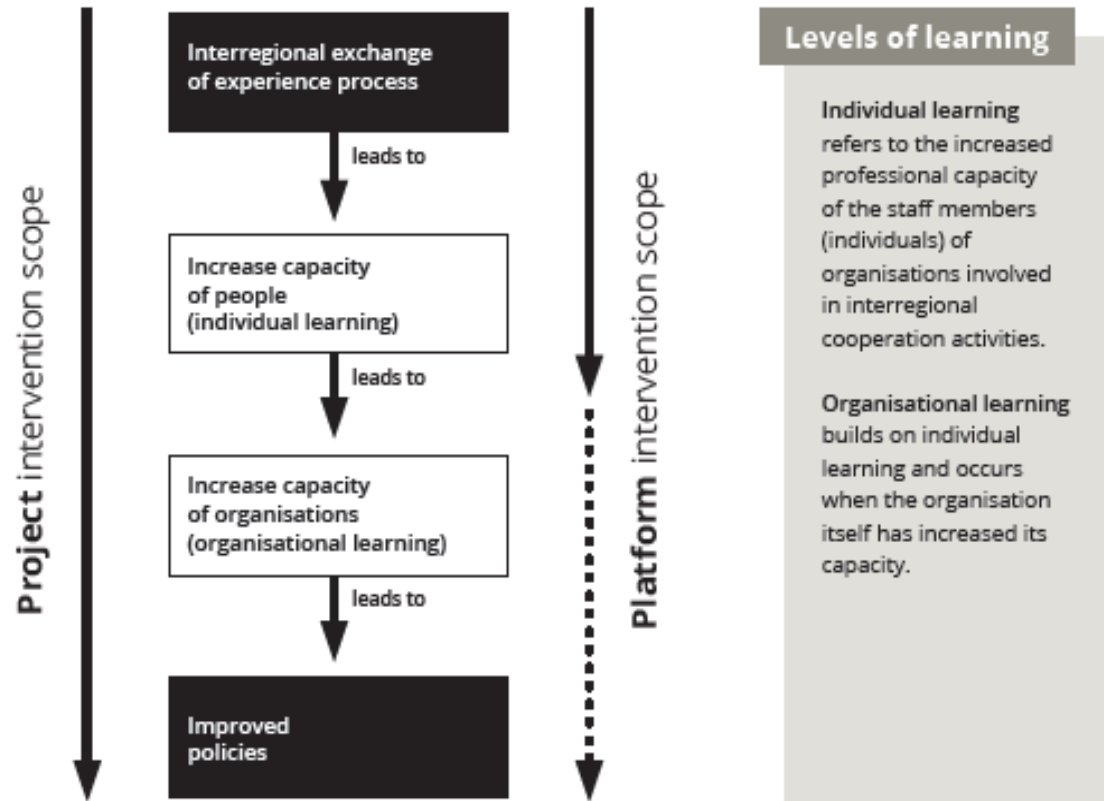 Project intervention scope
Interregional exchange
of experience process
leads to
Increase capacity
of people
(individual learning)
leads to
Increase capacity
of organisations
(organisational learning)
leads to
Improved
policies
Platform intervention scope
Levels of learning
Individual learning
refers to the increased
professional capacity
of the staff members
(individuals) of
organisations involved
in interregional
cooperation activities.
Organisational learning
builds on individual
learning and occurs
when the organisation
itself has increased its
capacity.